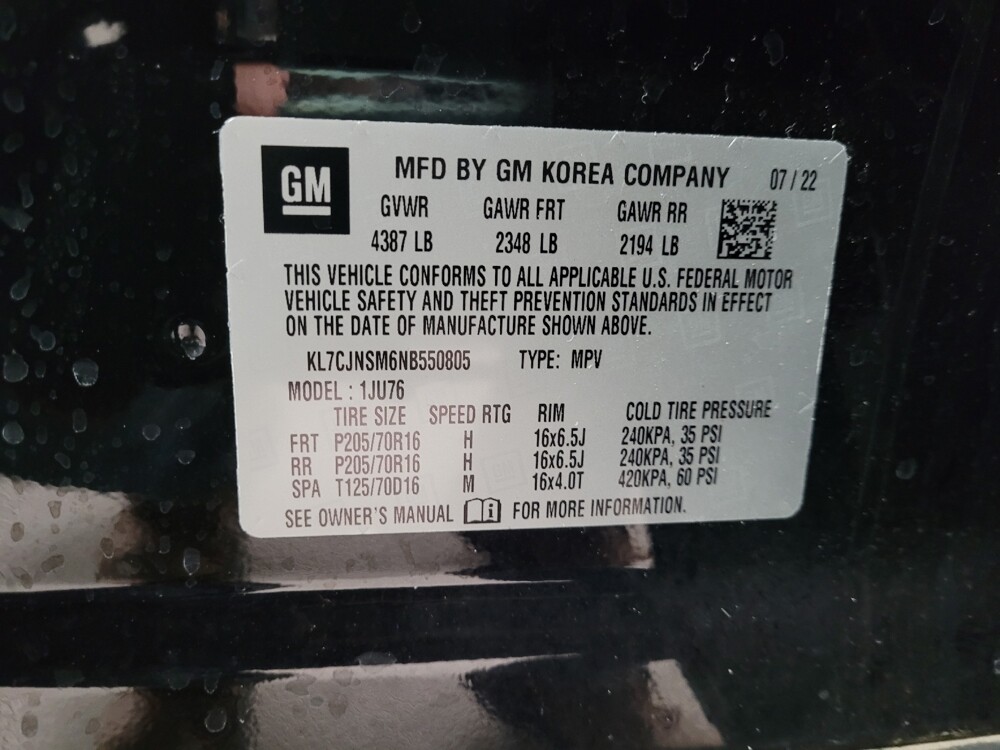 GM
MFD BY GM KOREA COMPANY 07 / 22
GVWR GAWR FRT GAWR RR
4387 LB 2348 LB 2194 LB
THIS VEHICLE CONFORMS TO ALL APPLICABLE U.S. FEDERAL MOTOR
VEHICLE SAFETY AND THEFT PREVENTION STANDARDS IN EFFECT
ON THE DATE OF MANUFACTURE SHOWN ABOVE.
KL7CJNSM6NB550805 TYPE: MPV
MODEL : 1JU76
TIRE SIZE SPEED RTG RIM COLD TIRE PRESSURE
FRT P205/70R16 H 16x6.5J 240KPA, 35 PSI
RR P205/70R16 H 16x6.5J 240KPA, 35 PSI
SPA T125/70D16 M 16x4.0T 420KPA, 60 PSI
SEE OWNER'S MANUAL i FOR MORE INFORMATION.